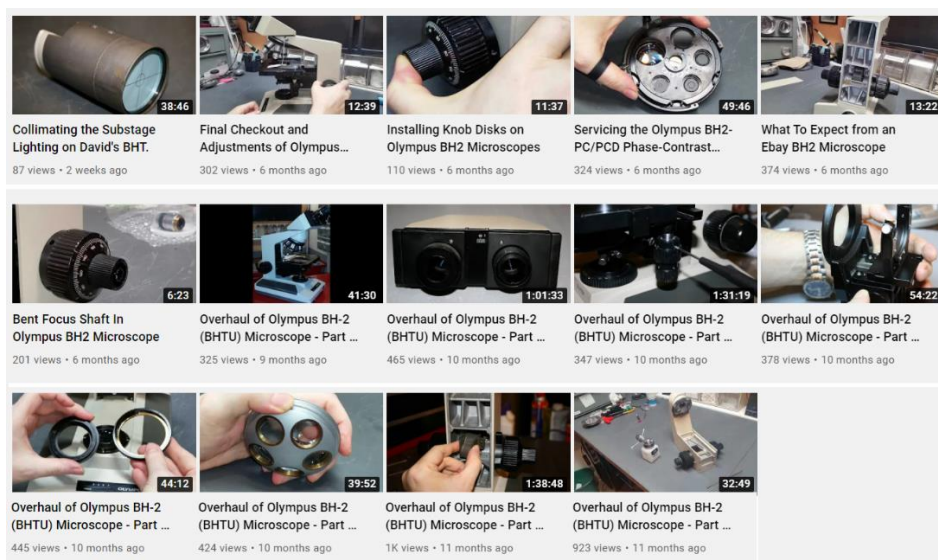 38:46
12:39
11:37
49:46
13:22
Collimating the Substage
Lighting on David's BHT.
87 views • 2 weeks ago
Final Checkout and
Adjustments of Olympus...
302 views • 6 months ago
Installing Knob Disks on
Olympus BH2 Microscopes
110 views • 6 months ago
Servicing the Olympus BH2-
PC/PCD Phase-Contrast...
324 views • 6 months ago
What To Expect from an
Ebay BH2 Microscope
374 views • 6 months ago
6:23
41:30
1:01:33
1:31:19
54:22
Bent Focus Shaft In
Olympus BH2 Microscope
201 views • 6 months ago
Overhaul of Olympus BH-2
(BHTU) Microscope - Part ...
325 views • 9 months ago
Overhaul of Olympus BH-2
(BHTU) Microscope - Part ...
465 views • 10 months ago
Overhaul of Olympus BH-2
(BHTU) Microscope - Part ...
347 views • 10 months ago
Overhaul of Olympus BH-2
(BHTU) Microscope - Part ...
378 views • 10 months ago
44:12
39:52
1:38:48
32:49
Overhaul of Olympus BH-2
(BHTU) Microscope - Part ...
445 views • 10 months ago
Overhaul of Olympus BH-2
(BHTU) Microscope - Part ...
424 views • 10 months ago
Overhaul of Olympus BH-2
(BHTU) Microscope - Part ...
1K views • 11 months ago
Overhaul of Olympus BH-2
(BHTU) Microscope - Part ...
923 views • 11 months ago